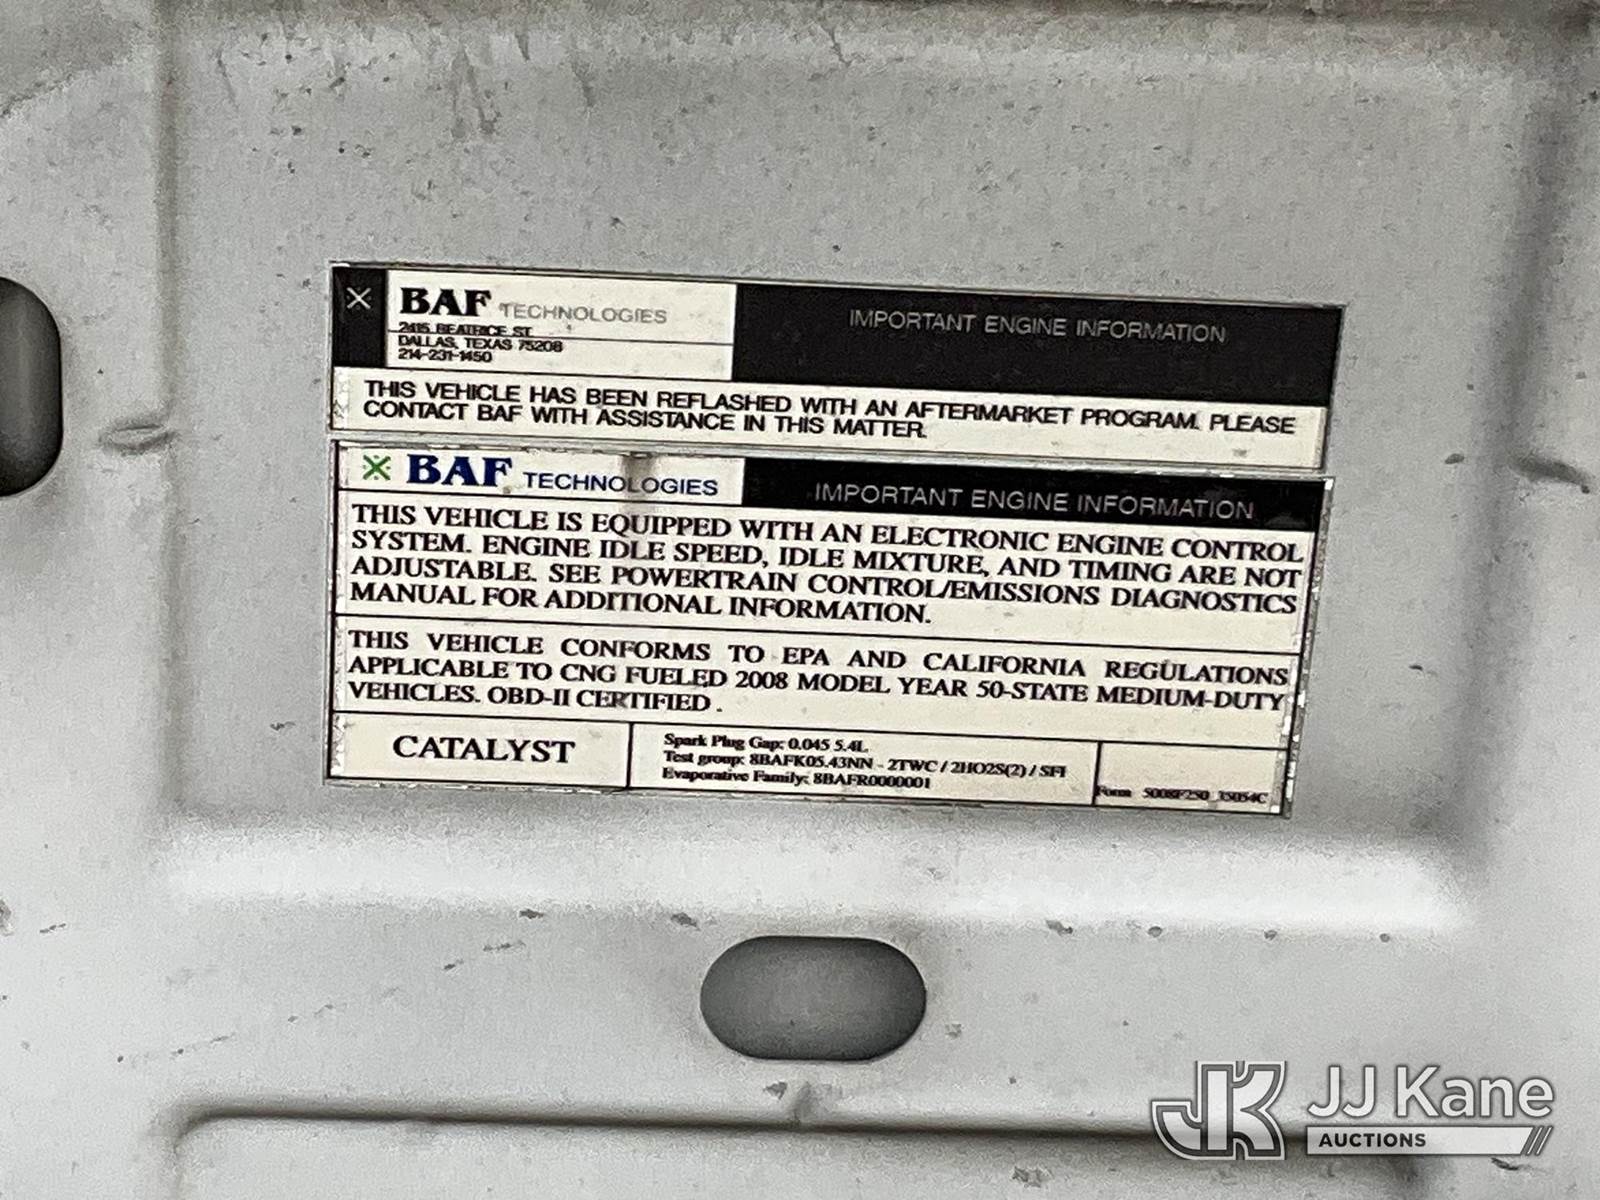 BAF TECHNOLOGIES
2415 BEATRICE ST.
DALLAS, TEXAS 75208
214-231-1450
IMPORTANT ENGINE INFORMATION
THIS VEHICLE HAS BEEN REFLASHED WITH AN AFTERMARKET PROGRAM. PLEASE
CONTACT BAF WITH ASSISTANCE IN THIS MATTER.
BAF TECHNOLOGIES
IMPORTANT ENGINE INFORMATION
THIS VEHICLE IS EQUIPPED WITH AN ELECTRONIC ENGINE CONTROL
SYSTEM. ENGINE IDLE SPEED, IDLE MIXTURE, AND TIMING ARE NOT
ADJUSTABLE. SEE POWERTRAIN CONTROL/EMISSIONS DIAGNOSTICS
MANUAL FOR ADDITIONAL INFORMATION.
THIS VEHICLE CONFORMS TO EPA AND CALIFORNIA REGULATIONS
APPLICABLE TO CNG FUELED 2008 MODEL YEAR 50-STATE MEDIUM-DUTY
VEHICLES. OBD-II CERTIFIED .
CATALYST
Spark Plug Gap: 0.045 5.4L
Test group: 8BAFK05.43NN - 2TWC / 2HO2S(2) / SFI
Evaporative Family: 8BAFR0000001
Form 5008F250
JK JJ Kane
AUCTIONS